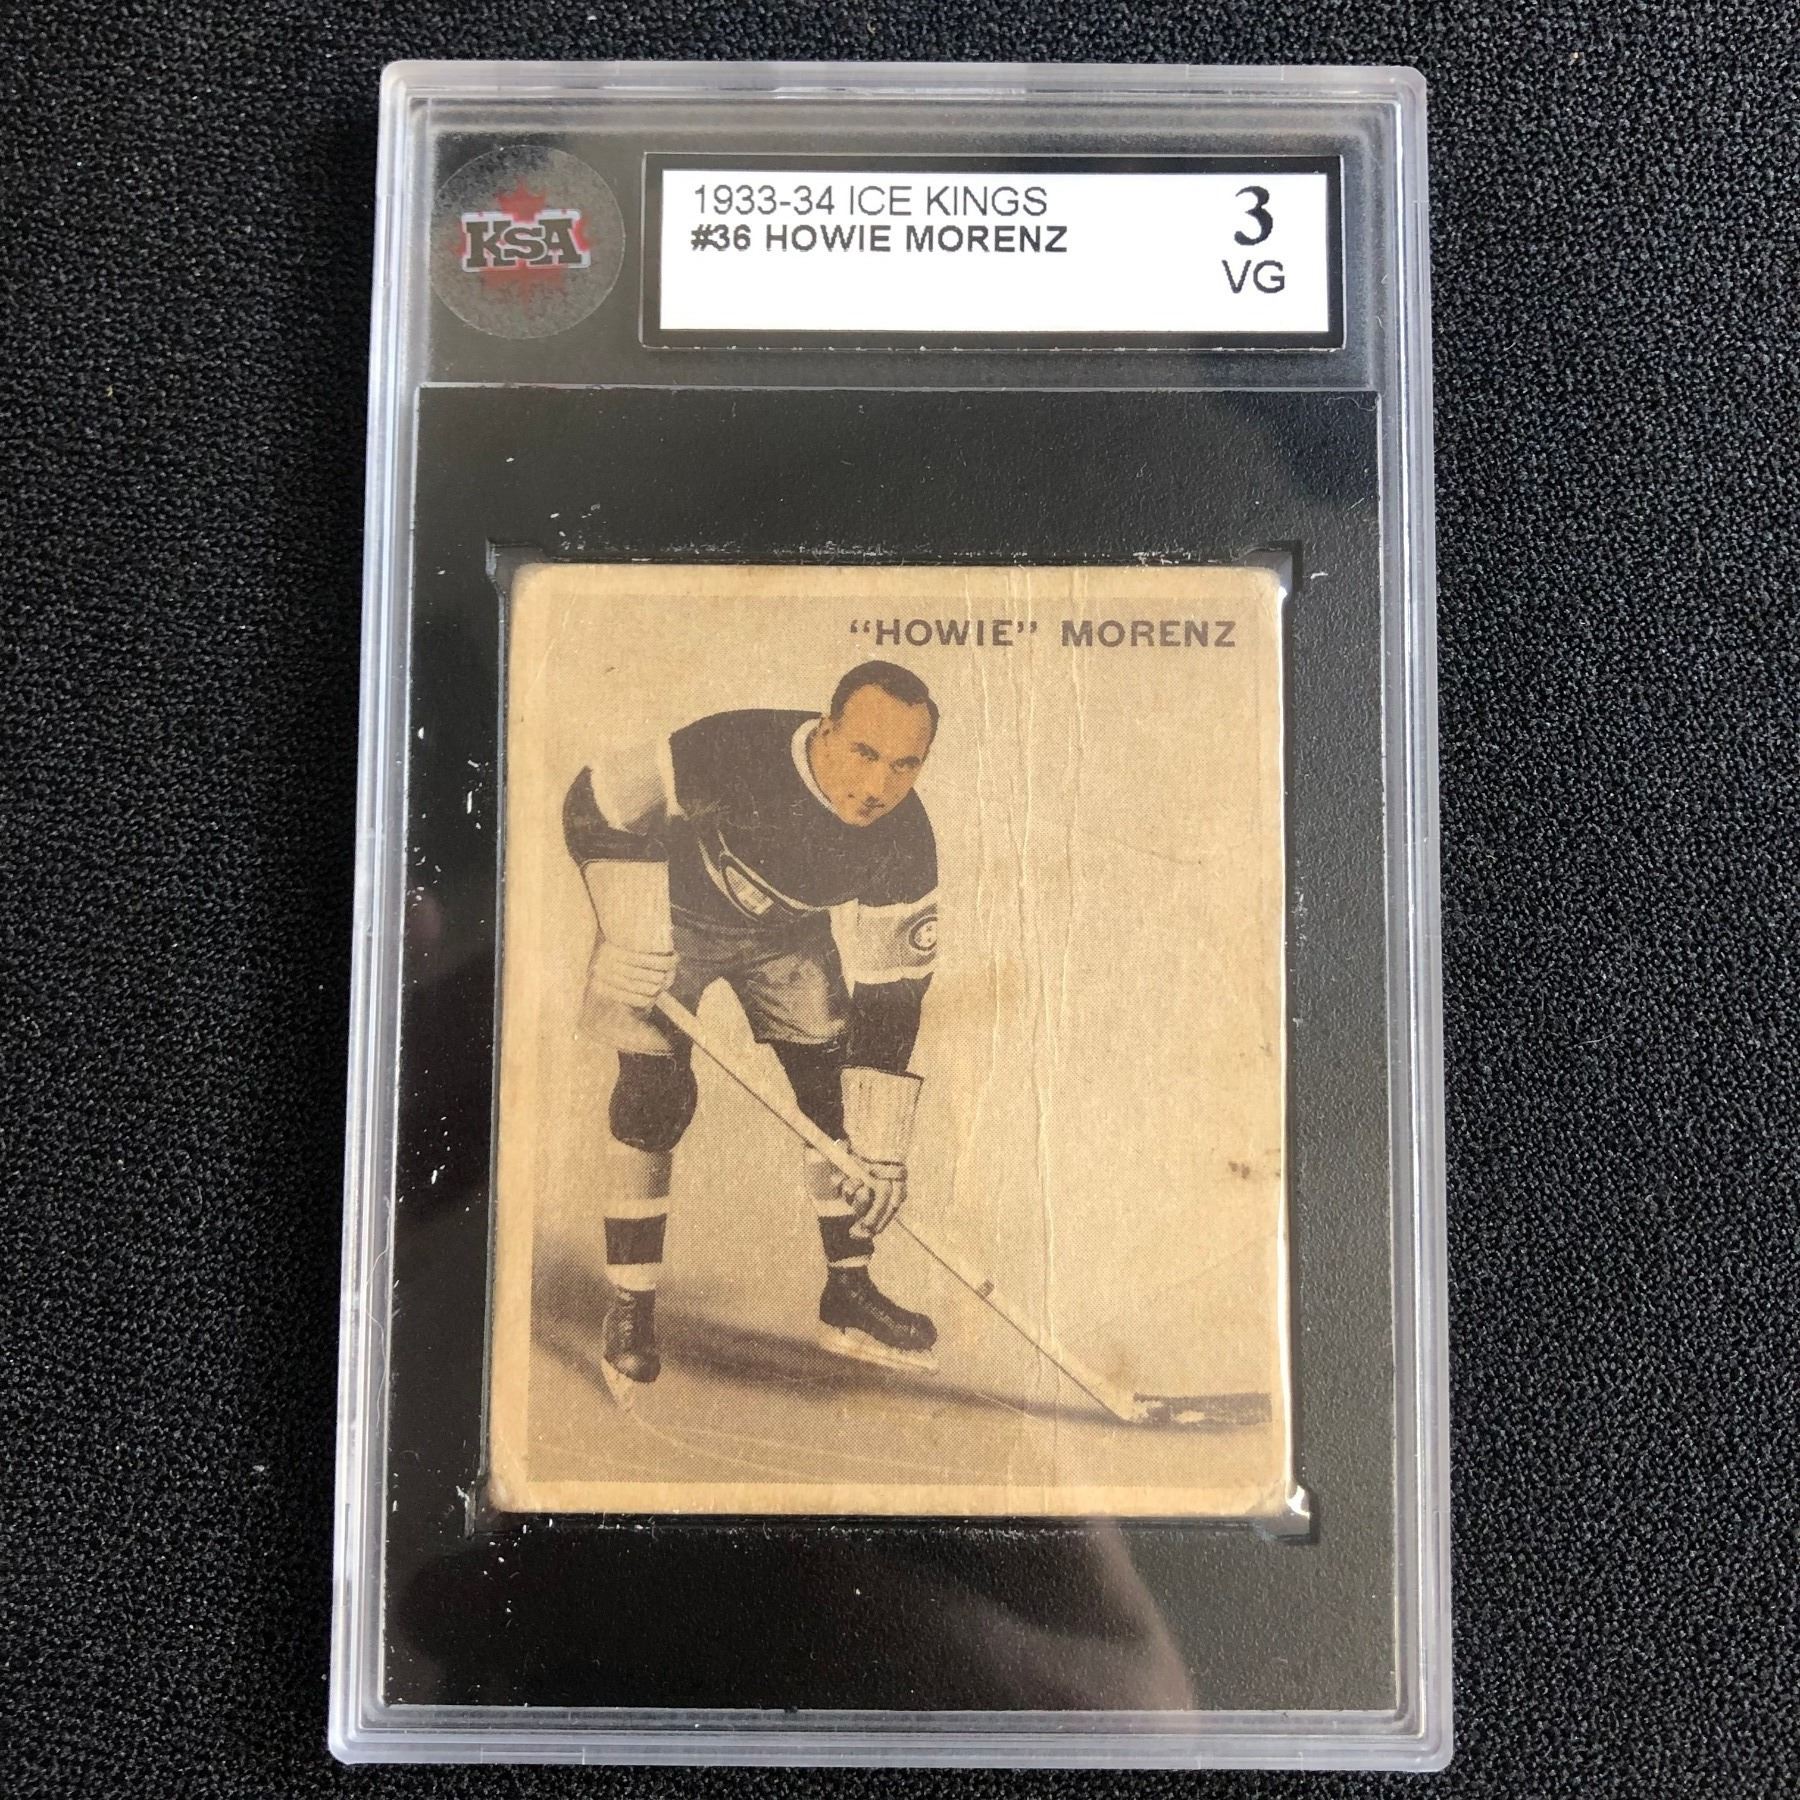 KSA
1933-34 ICE KINGS
#36 HOWIE MORENZ
3
VG
“HOWIE” MORENZ